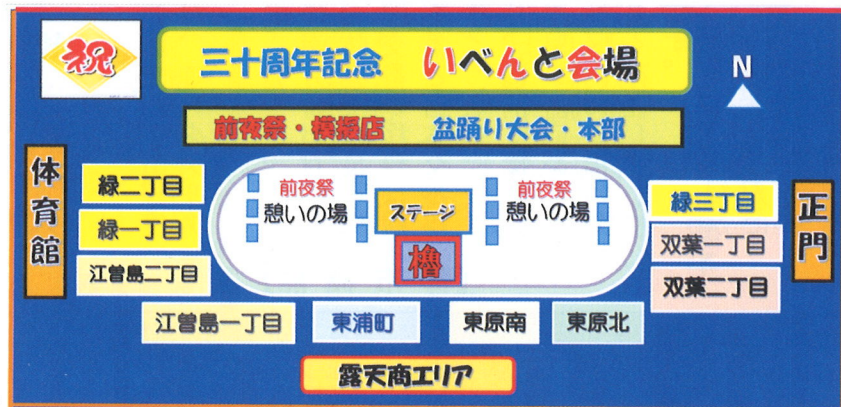 祝
三十周年記念 いべんと会場
N
前夜祭・模擬店 盆踊り大会・本部
体育館
緑二丁目
緑一丁目
江曽島二丁目
前夜祭
憩いの場
ステージ
櫓
前夜祭
憩いの場
緑三丁目
双葉一丁目
双葉二丁目
正門
江曽島一丁目
東浦町
東原南
東原北
露天商エリア